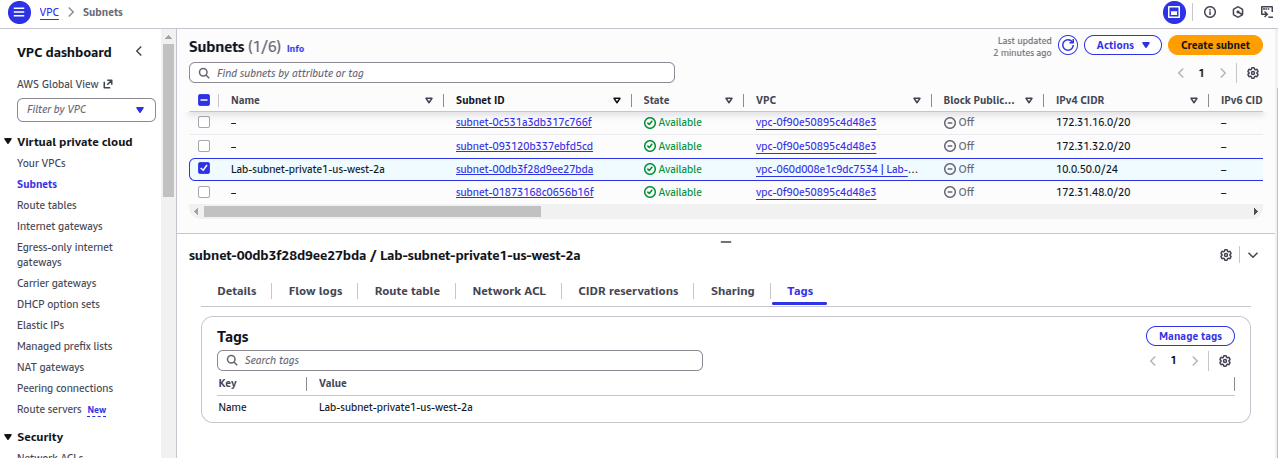 VPC > Subnets
VPC dashboard
AWS Global View
Filter by VPC
Virtual private cloud
Your VPCs
Subnets
Route tables
Internet gateways
Egress-only internet
gateways
Carrier gateways
DHCP option sets
Elastic IPs
Managed prefix lists
NAT gateways
Peering connections
Route servers New
Security
Network ACLs
Subnets (1/6) Info
Last updated
2 minutes ago
Actions
Create subnet
Find subnets by attribute or tag
1
Name Subnet ID State VPC Block Public... IPv4 CIDR IPv6 CID
– subnet-0c531a3db317c766f Available vpc-0f90e50895c4d48e3 Off 172.31.16.0/20 –
– subnet-093120b337ebfd5cd Available vpc-0f90e50895c4d48e3 Off 172.31.32.0/20 –
Lab-subnet-private1-us-west-2a subnet-00db3f28d9ee27bda Available vpc-060d008e1c9dc7534 | Lab-... Off 10.0.50.0/24 –
– subnet-01873168c0656b16f Available vpc-0f90e50895c4d48e3 Off 172.31.48.0/20 –
subnet-00db3f28d9ee27bda / Lab-subnet-private1-us-west-2a
Details Flow logs Route table Network ACL CIDR reservations Sharing Tags
Tags
Manage tags
Search tags
1
Key Value
Name Lab-subnet-private1-us-west-2a